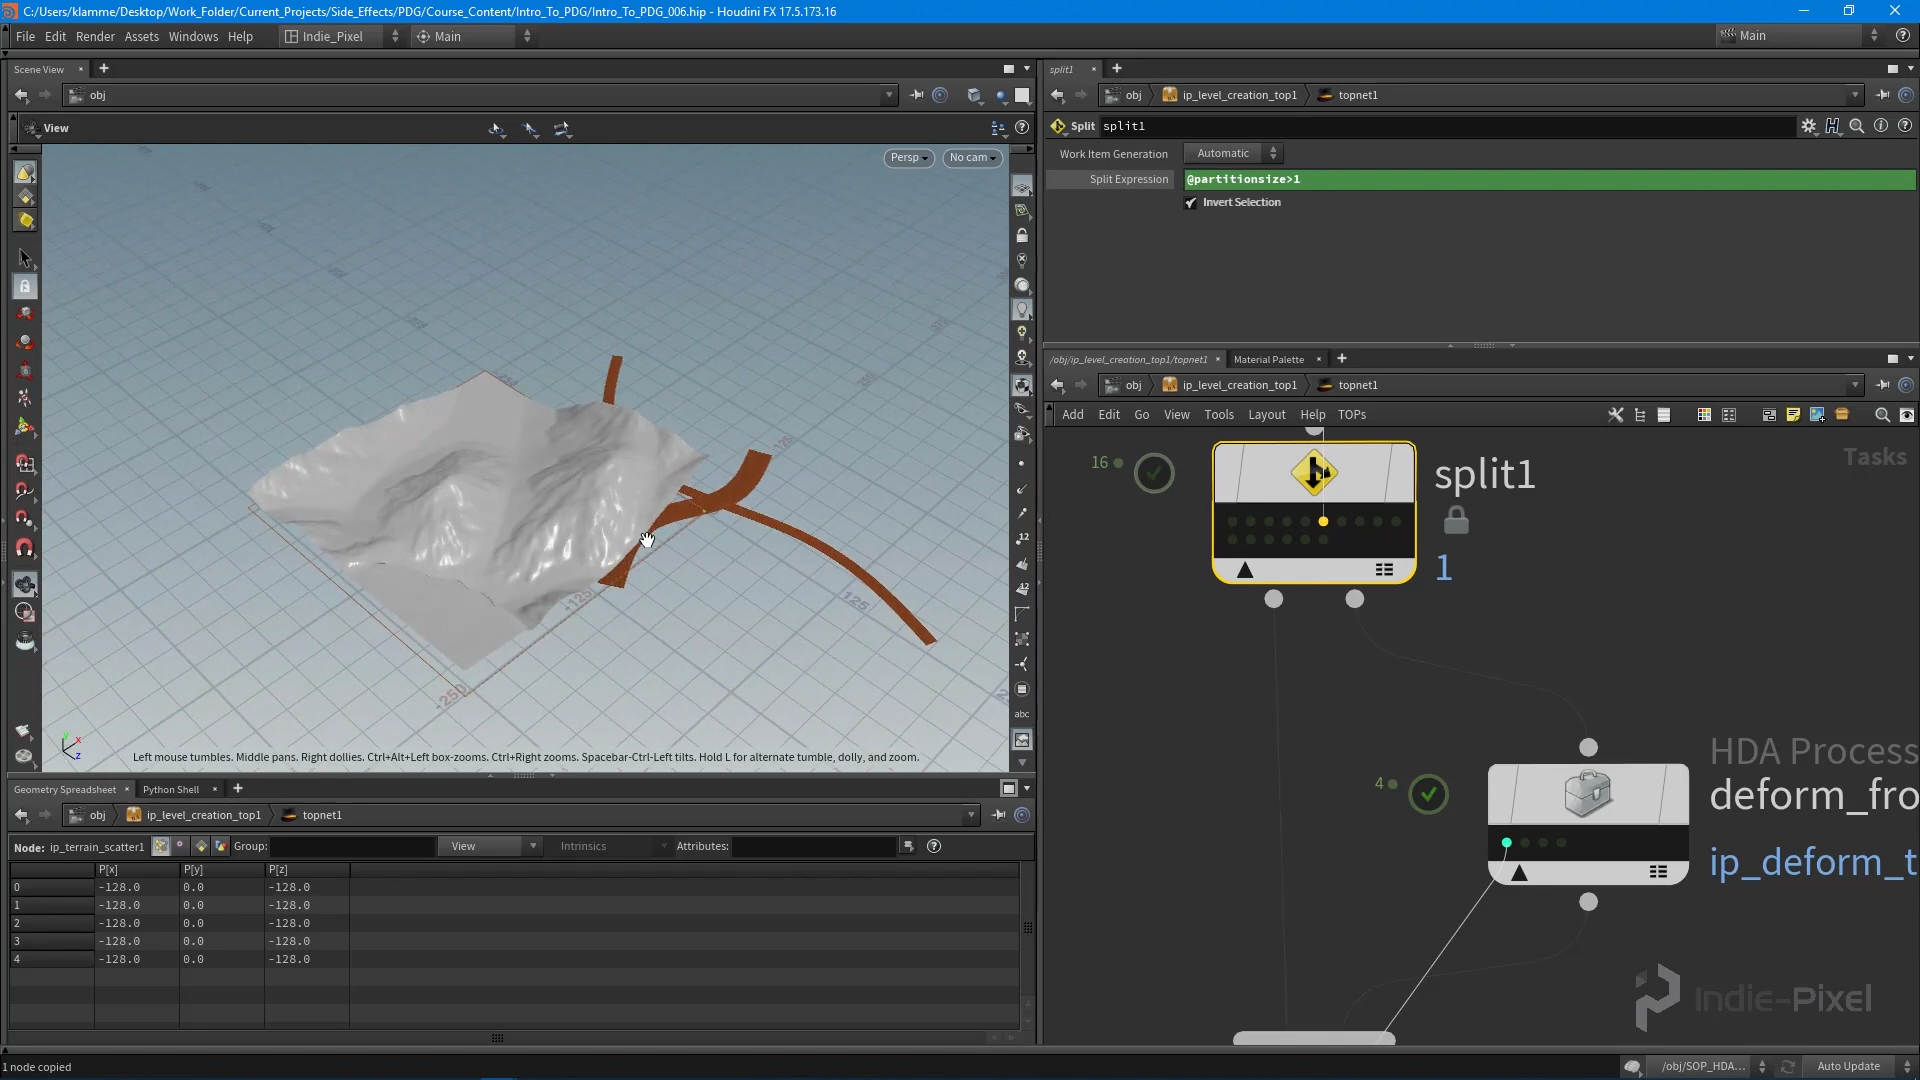 C:/Users/klamme/Desktop/Work_Folder/Current_Projects/Side_Effects/PDG/Course_Content/Intro_To_PDG/Intro_To_PDG_006.hip - Houdini FX 17.5.173.16
File Edit Render Assets Windows Help Indie_Pixel Main Main
Scene View
obj
View
Persp No cam
Left mouse tumbles. Middle pans. Right dollies. Ctrl+Alt+Left box-zooms. Ctrl+Right zooms. Spacebar-Ctrl-Left tilts. Hold L for alternate tumble, dolly, and zoom.
Geometry Spreadsheet Python Shell
obj ip_level_creation_top1 topnet1
Node: ip_terrain_scatter1 Group: View Intrinsics Attributes:
P[x] P[y] P[z]
0 -128.0 0.0 -128.0
1 -128.0 0.0 -128.0
2 -128.0 0.0 -128.0
3 -128.0 0.0 -128.0
4 -128.0 0.0 -128.0
1 node copied
split1
obj ip_level_creation_top1 topnet1
Split split1
Work Item Generation Automatic
Split Expression @partitionsize>1
Invert Selection
/obj/ip_level_creation_top1/topnet1 Material Palette
obj ip_level_creation_top1 topnet1
Add Edit Go View Tools Layout Help TOPs
Tasks
16
split1
1
4
HDA Process
deform_fro
ip_deform_t
Indie-Pixel
/obj/SOP_HDA... Auto Update
12
12
abc
-250
+125
125
125